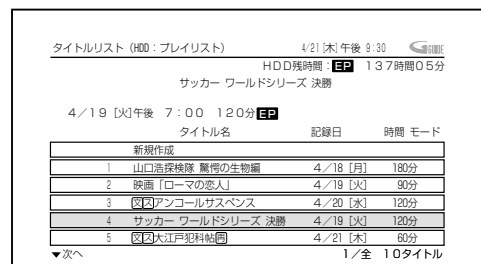 タイトルリスト（HDD：プレイリスト） 4/21[木]午後 9:30 GGUIDE
HDD残時間：EP 137時間05分
サッカー ワールドシリーズ 決勝
4／19 [火]午後 7：00 120分EP
タイトル名 記録日 時間 モード
新規作成
1 山口浩探検隊 驚愕の生物編 4／18 [月] 180分
2 映画「ローマの恋人」 4／19 [火] 90分
3 文スアンコールサスペンス 4／20 [水] 120分
4 サッカー ワールドシリーズ 決勝 4／19 [火] 120分
5 文ス大江戸犯科帖再 4／21 [木] 60分
▼次へ 1／全 10タイトル